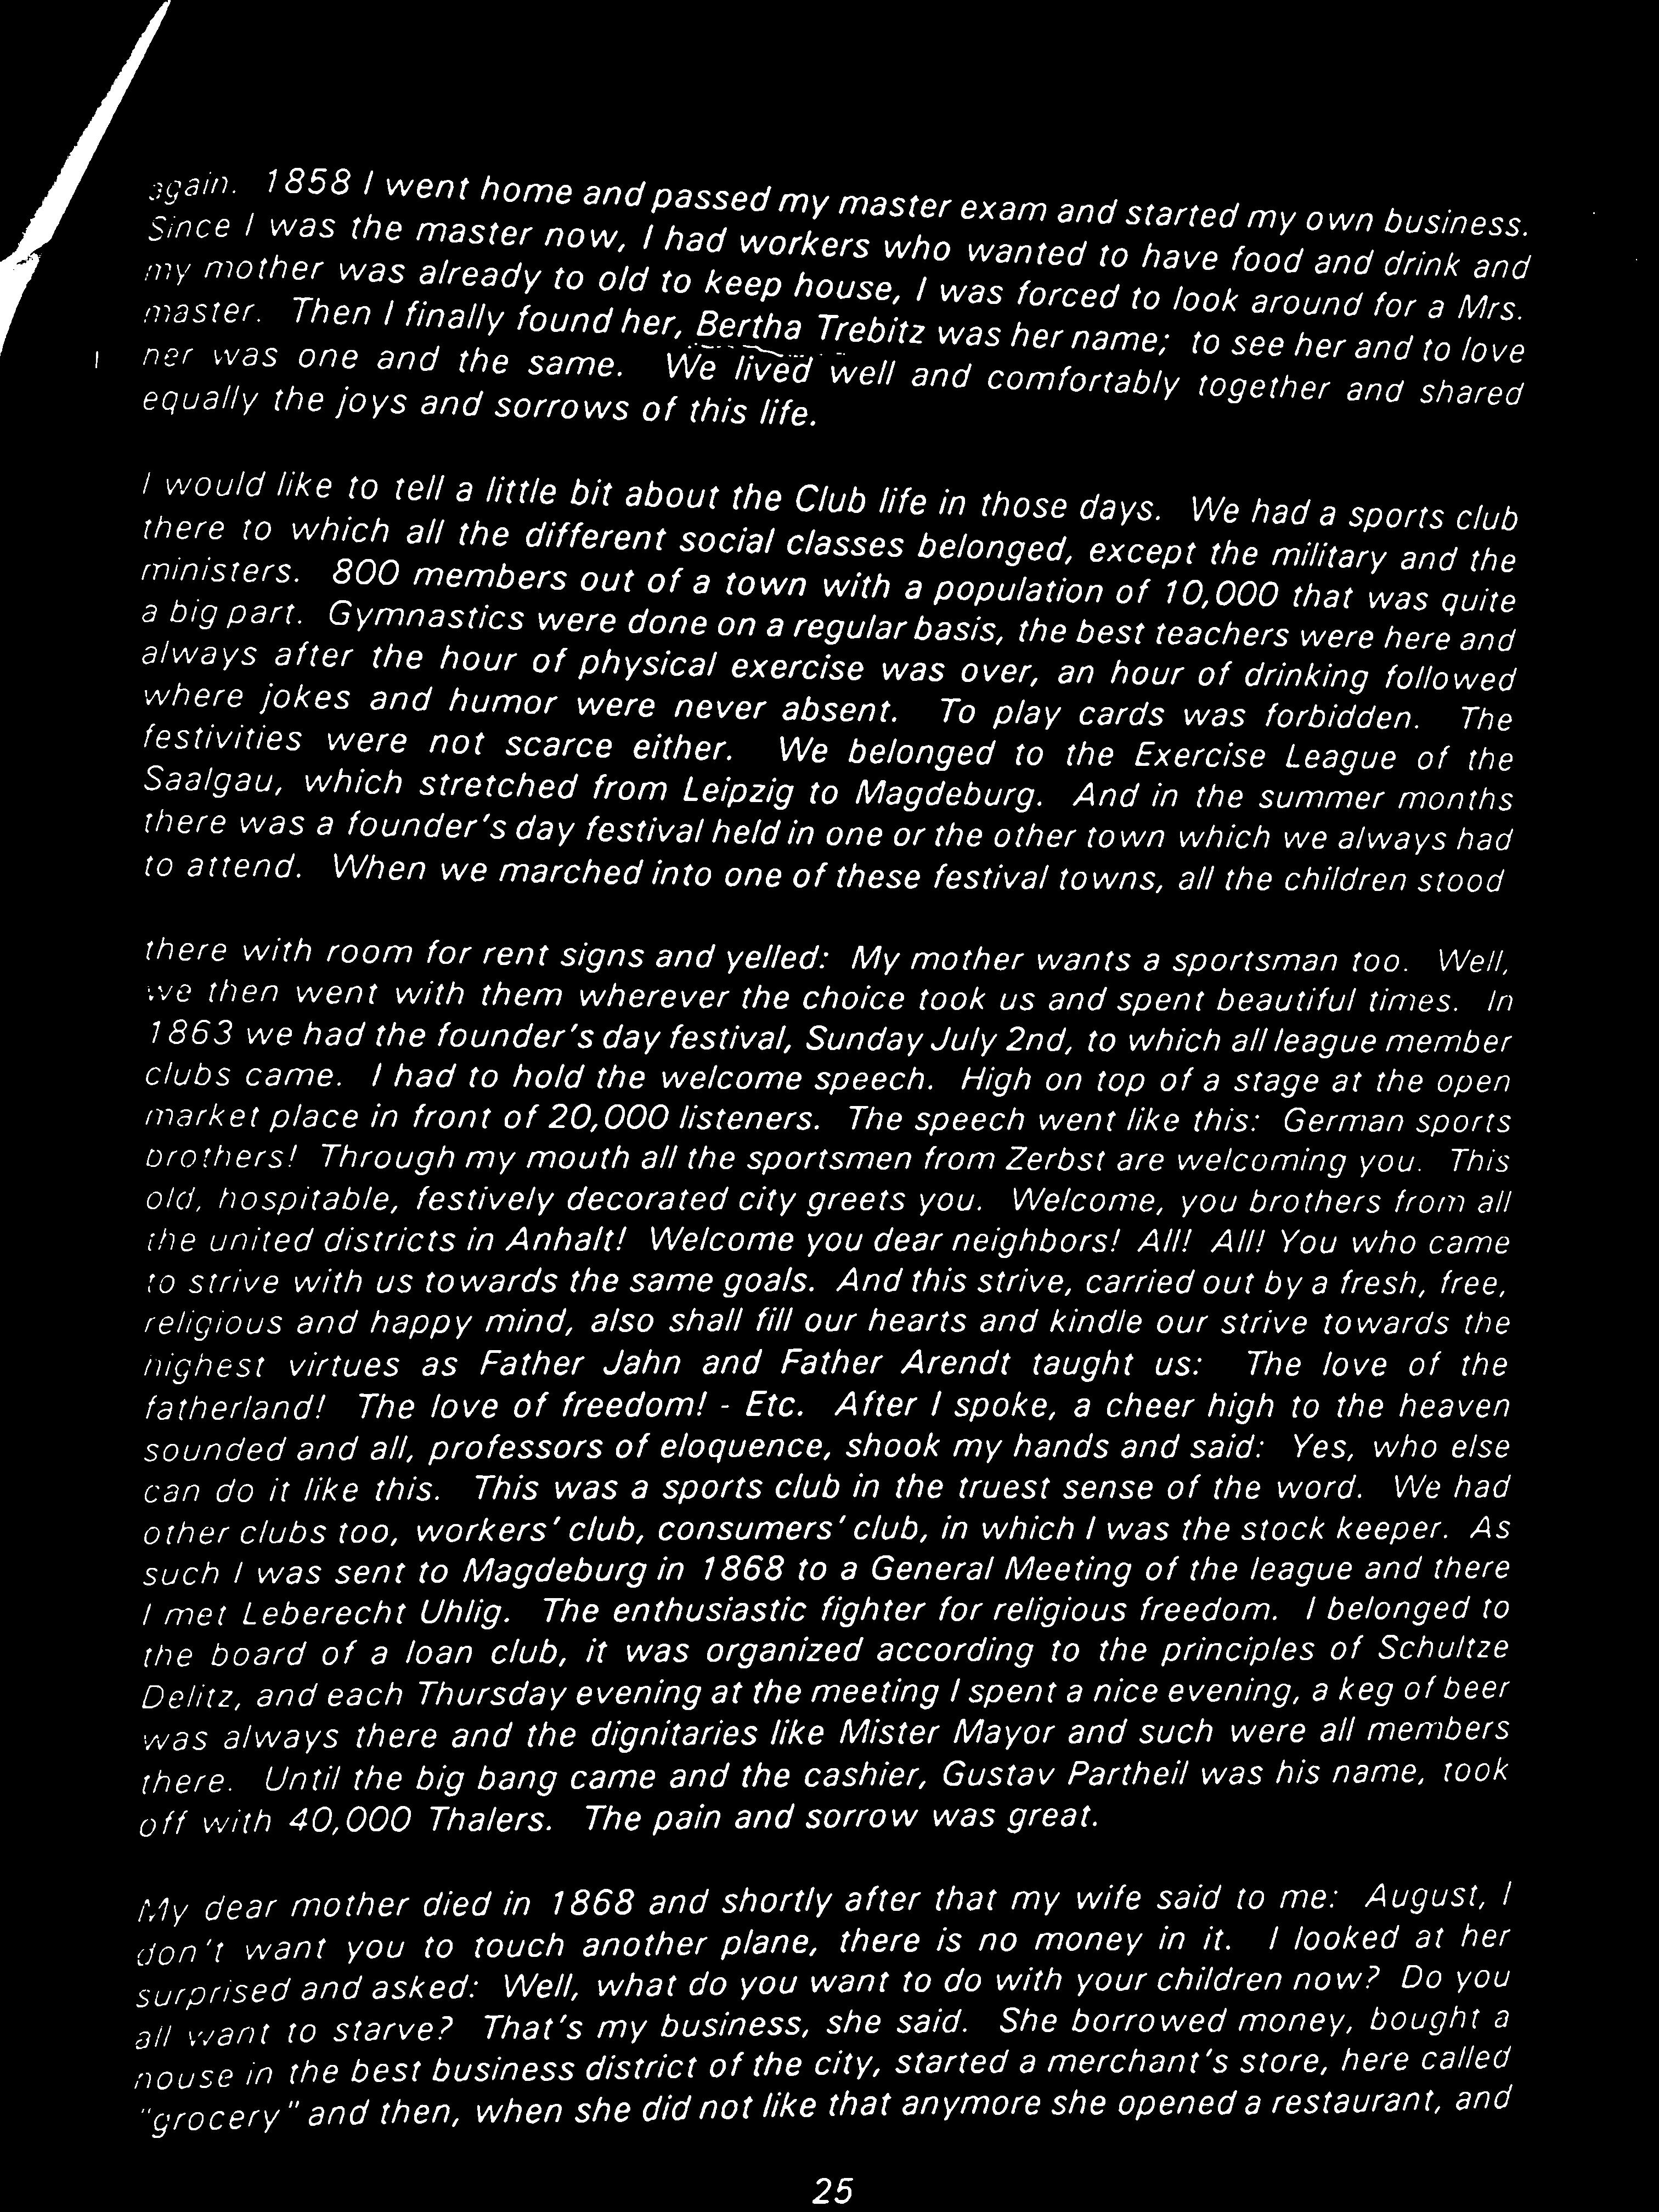 again. 1858 I went home and passed my master exam and started my own business.
Since I was the master now, I had workers who wanted to have food and drink and
my mother was already to old to keep house, I was forced to look around for a Mrs.
master. Then I finally found her, Bertha Trebitz was her name; to see her and to love
her was one and the same. We lived well and comfortably together and shared
equally the joys and sorrows of this life.
I would like to tell a little bit about the Club life in those days. We had a sports club
there to which all the different social classes belonged, except the military and the
ministers. 800 members out of a town with a population of 10,000 that was quite
a big part. Gymnastics were done on a regular basis, the best teachers were here and
always after the hour of physical exercise was over, an hour of drinking followed
where jokes and humor were never absent. To play cards was forbidden. The
festivities were not scarce either. We belonged to the Exercise League of the
Saalgau, which stretched from Leipzig to Magdeburg. And in the summer months
there was a founder's day festival held in one or the other town which we always had
to attend. When we marched into one of these festival towns, all the children stood
there with room for rent signs and yelled: My mother wants a sportsman too. Well,
we then went with them wherever the choice took us and spent beautiful times. In
1863 we had the founder's day festival, Sunday July 2nd, to which all league member
clubs came. I had to hold the welcome speech. High on top of a stage at the open
market place in front of 20,000 listeners. The speech went like this: German sports
brothers! Through my mouth all the sportsmen from Zerbst are welcoming you. This
old, hospitable, festively decorated city greets you. Welcome, you brothers from all
the united districts in Anhalt! Welcome you dear neighbors! All! All! You who came
to strive with us towards the same goals. And this strive, carried out by a fresh, free,
religious and happy mind, also shall fill our hearts and kindle our strive towards the
highest virtues as Father Jahn and Father Arendt taught us: The love of the
fatherland! The love of freedom! - Etc. After I spoke, a cheer high to the heaven
sounded and all, professors of eloquence, shook my hands and said: Yes, who else
can do it like this. This was a sports club in the truest sense of the word. We had
other clubs too, workers' club, consumers' club, in which I was the stock keeper. As
such I was sent to Magdeburg in 1868 to a General Meeting of the league and there
I met Leberecht Uhlig. The enthusiastic fighter for religious freedom. I belonged to
the board of a loan club, it was organized according to the principles of Schultze
Delitz, and each Thursday evening at the meeting I spent a nice evening, a keg of beer
was always there and the dignitaries like Mister Mayor and such were all members
there. Until the big bang came and the cashier, Gustav Partheil was his name, took
off with 40,000 Thalers. The pain and sorrow was great.
My dear mother died in 1868 and shortly after that my wife said to me: August, I
don't want you to touch another plane, there is no money in it. I looked at her
surprised and asked: Well, what do you want to do with your children now? Do you
all want to starve? That's my business, she said. She borrowed money, bought a
house in the best business district of the city, started a merchant's store, here called
"grocery" and then, when she did not like that anymore she opened a restaurant, and
25